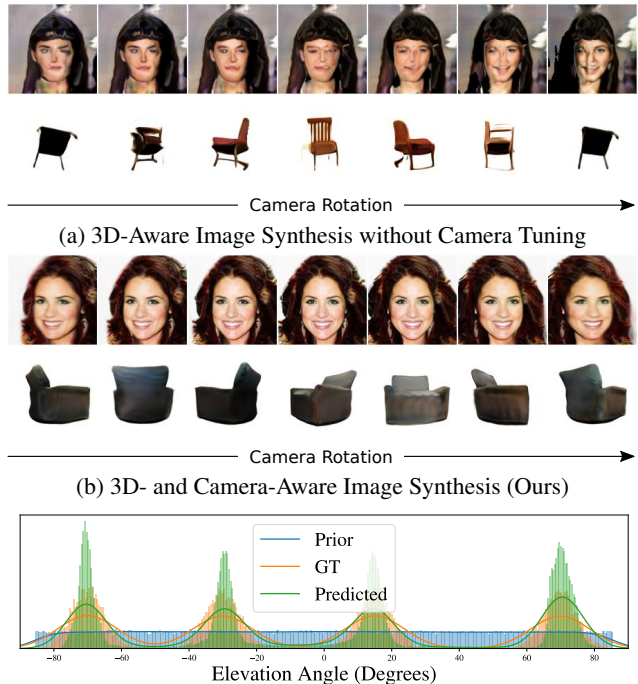 Camera Rotation
(a) 3D-Aware Image Synthesis without Camera Tuning
Camera Rotation
(b) 3D- and Camera-Aware Image Synthesis (Ours)
Prior
GT
Predicted
−80 −60 −40 −20 0 20 40 60 80
Elevation Angle (Degrees)